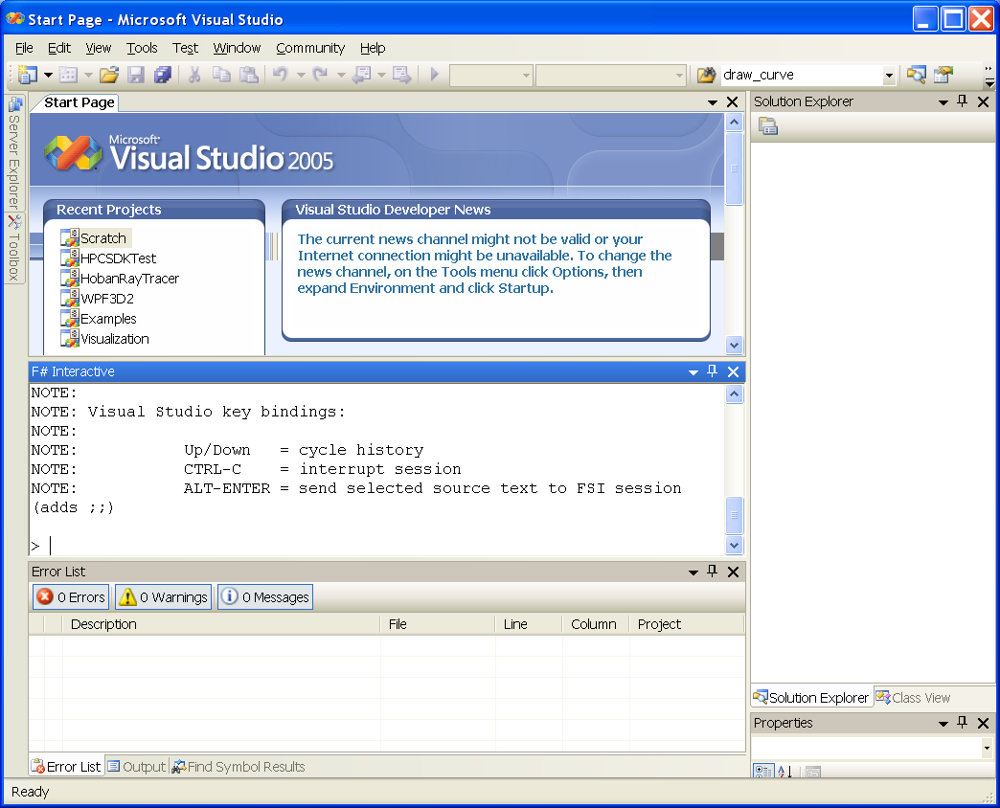 Start Page - Microsoft Visual Studio
File Edit View Tools Test Window Community Help
draw_curve
Server Explorer
Toolbox
Start Page
Microsoft
Visual Studio 2005
Recent Projects
Scratch
HPCSDKTest
HobanRayTracer
WPF3D2
Examples
Visualization
Visual Studio Developer News
The current news channel might not be valid or your
Internet connection might be unavailable. To change the
news channel, on the Tools menu click Options, then
expand Environment and click Startup.
F# Interactive
NOTE:
NOTE: Visual Studio key bindings:
NOTE:
NOTE: Up/Down = cycle history
NOTE: CTRL-C = interrupt session
NOTE: ALT-ENTER = send selected source text to FSI session
(adds ;;)
>
Error List
0 Errors 0 Warnings 0 Messages
Description File Line Column Project
Error List Output Find Symbol Results
Solution Explorer
Solution Explorer Class View
Properties
Ready